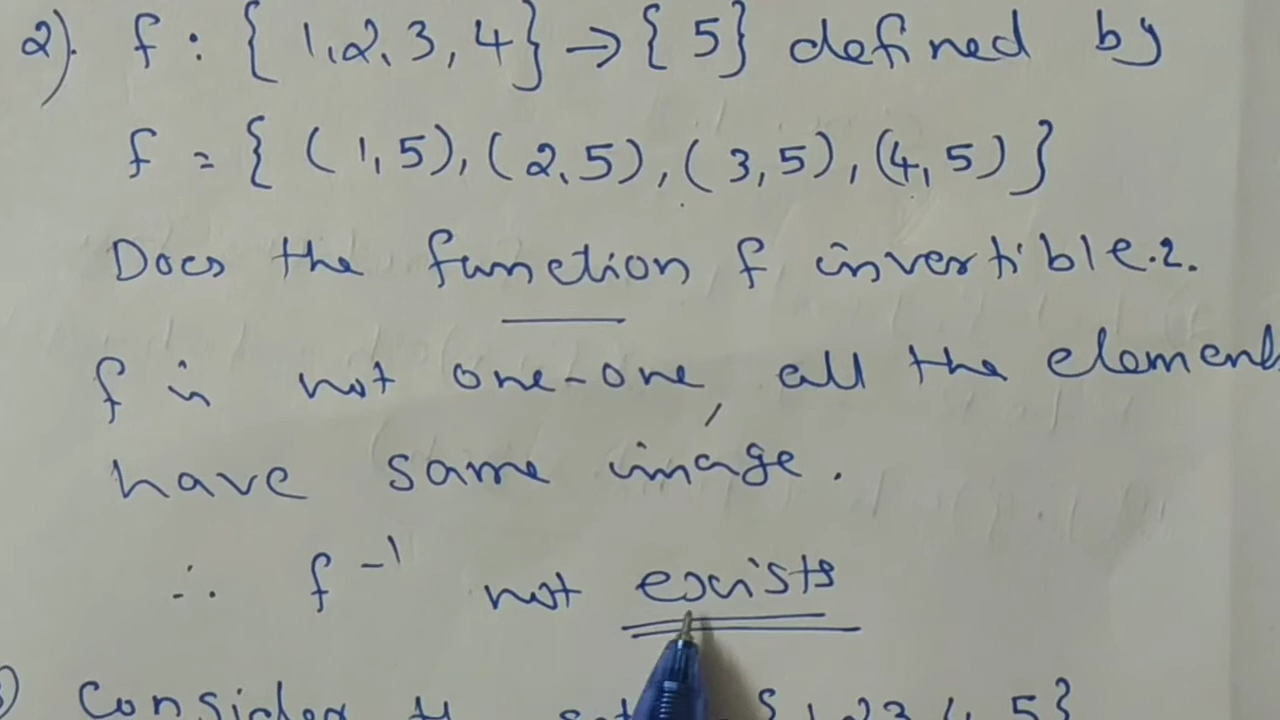 2). f : { 1,2,3,4} → { 5} defined by
f = { (1,5), (2,5), (3,5), (4,5) }
Does the function f invertible.?.
f is not one-one, all the element
have same image.
∴ f⁻¹ not exists
Consider 5}